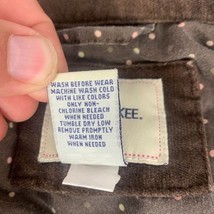 WASH BEFORE WEAR
MACHINE WASH COLD
WITH LIKE COLORS
ONLY NON-
CHLORINE BLEACH
WHEN NEEDED
TUMBLE DRY LOW
REMOVE PROMPTLY
WARM IRON
WHEN NEEDED
KEE.